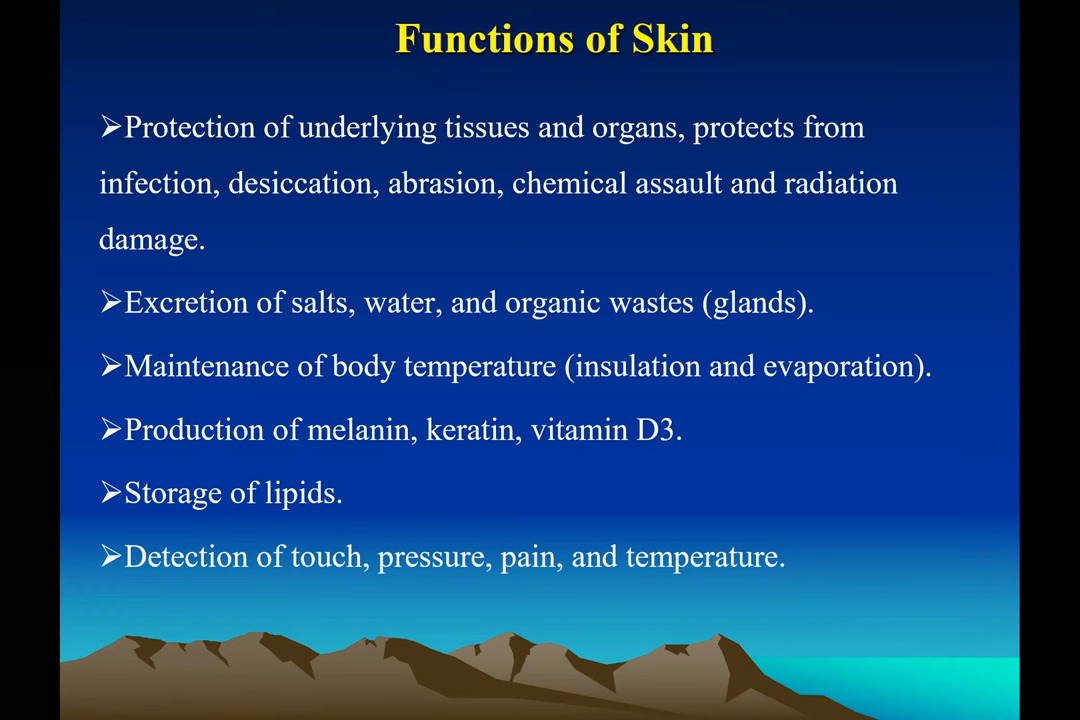 Functions of Skin
➢Protection of underlying tissues and organs, protects from
infection, desiccation, abrasion, chemical assault and radiation
damage.
➢Excretion of salts, water, and organic wastes (glands).
➢Maintenance of body temperature (insulation and evaporation).
➢Production of melanin, keratin, vitamin D3.
➢Storage of lipids.
➢Detection of touch, pressure, pain, and temperature.